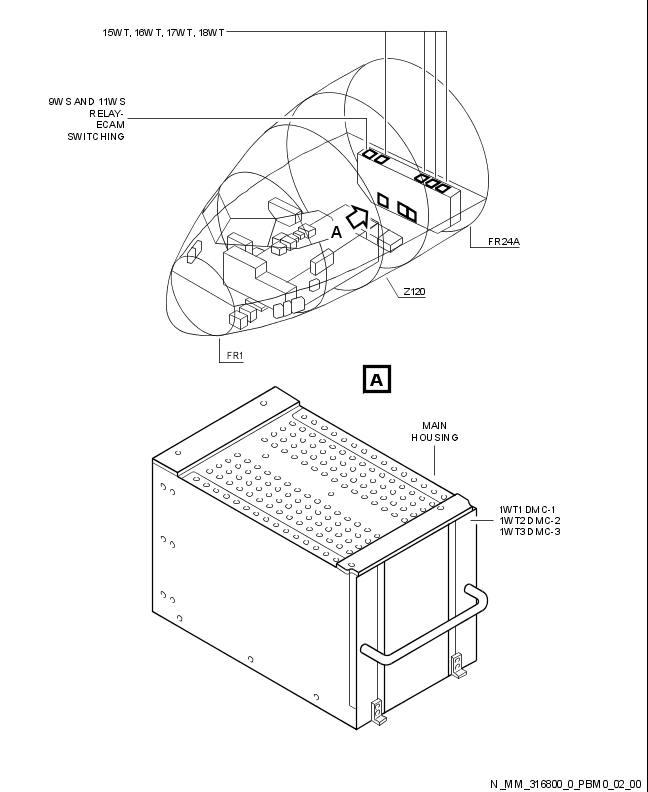 15WT, 16WT, 17WT, 18WT
9WS AND 11WS
RELAY-
ECAM
SWITCHING
A
FR24A
Z120
FR1
A
MAIN
HOUSING
1WT1 DMC-1
1WT2 DMC-2
1WT3 DMC-3
N_MM_316800_0_PBM0_02_00